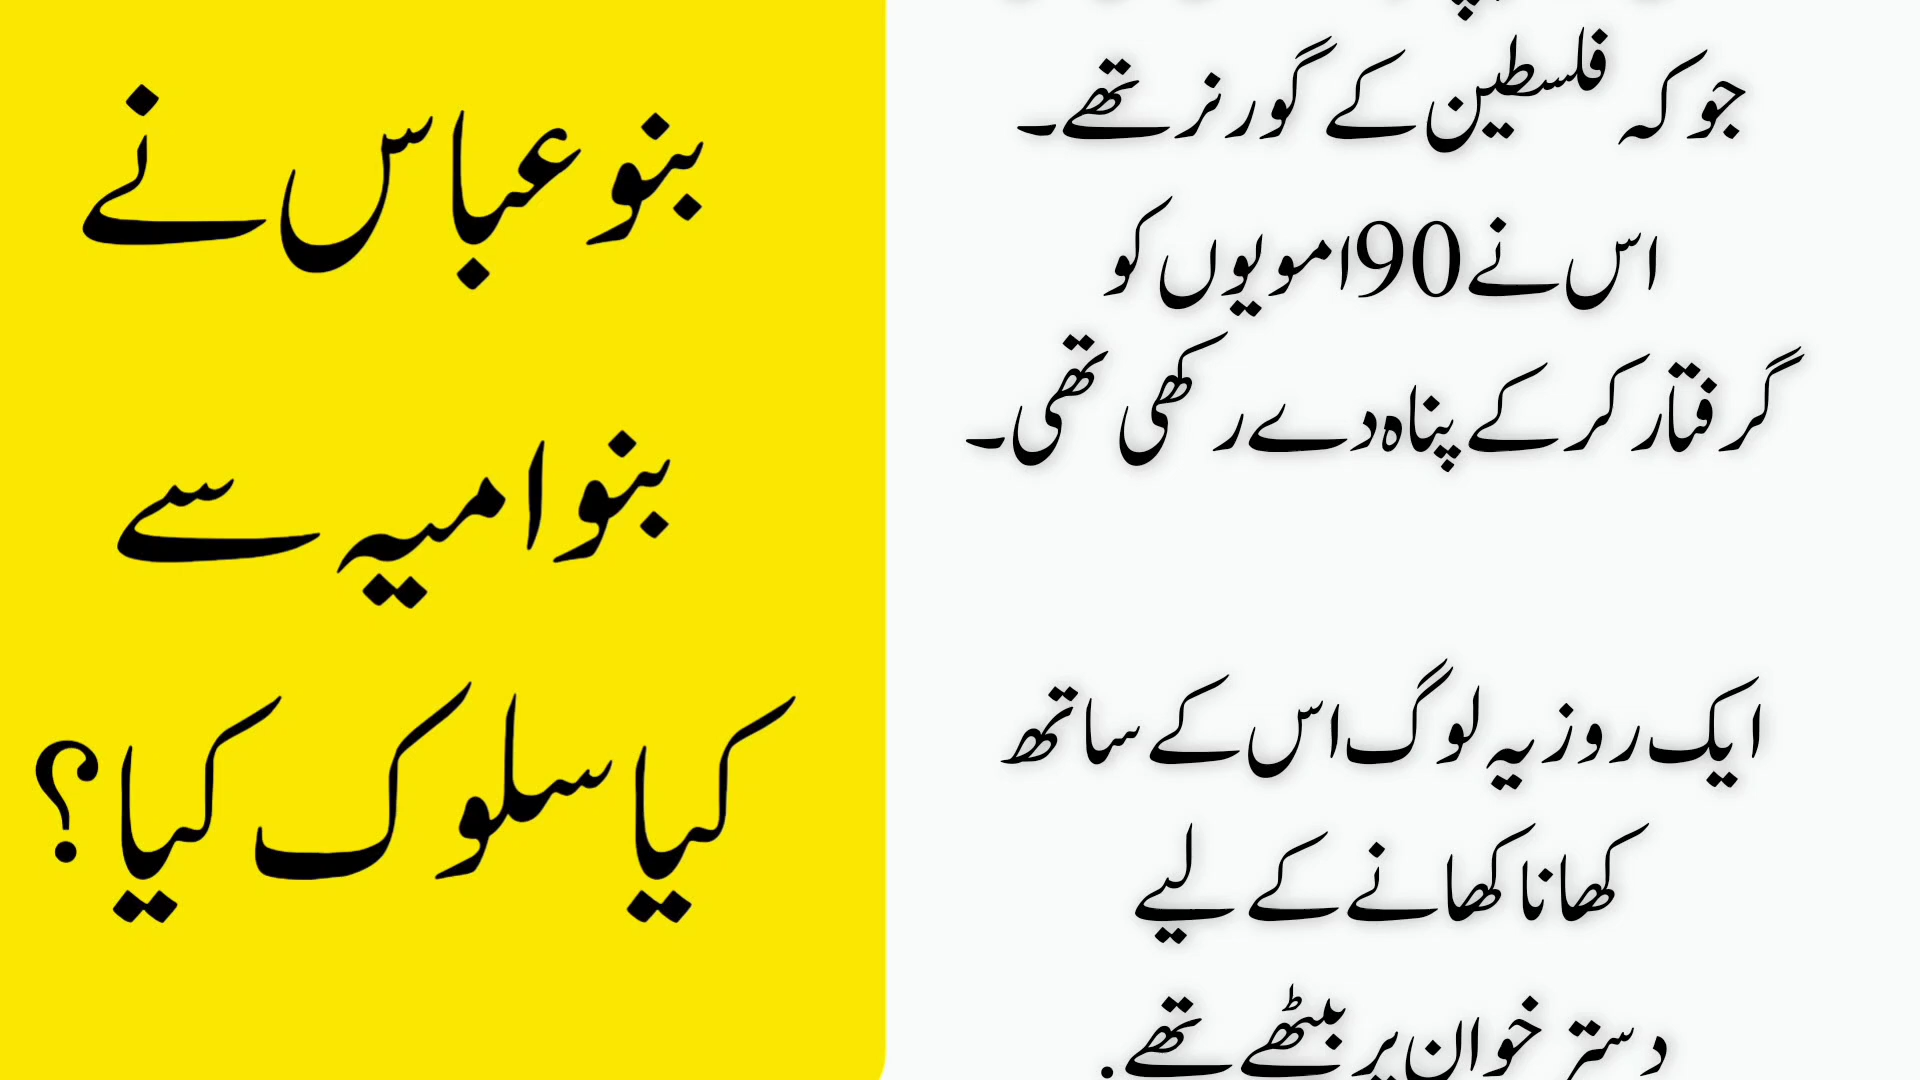 بنو عباس نے
بنو امیہ سے
کیا سلوک کیا؟
جو کہ فلسطین کے گورنر تھے۔
اس نے 90 امویوں کو
گرفتار کر کے پناہ دے رکھی تھی۔
ایک روز یہ لوگ اس کے ساتھ
کھانا کھانے کے لیے
دستر خوان پر بیٹھے تھے.